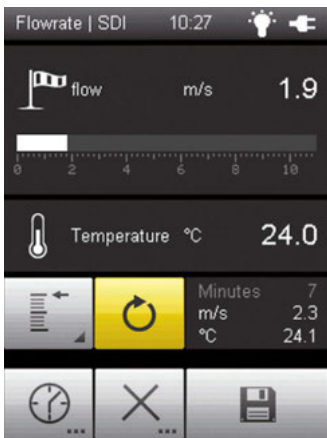 Flowrate | SDI 10:27
flow m/s 1.9
0 2 4 6 8 10
Temperature °C 24.0
Minutes 7
m/s 2.3
°C 24.1
... ...